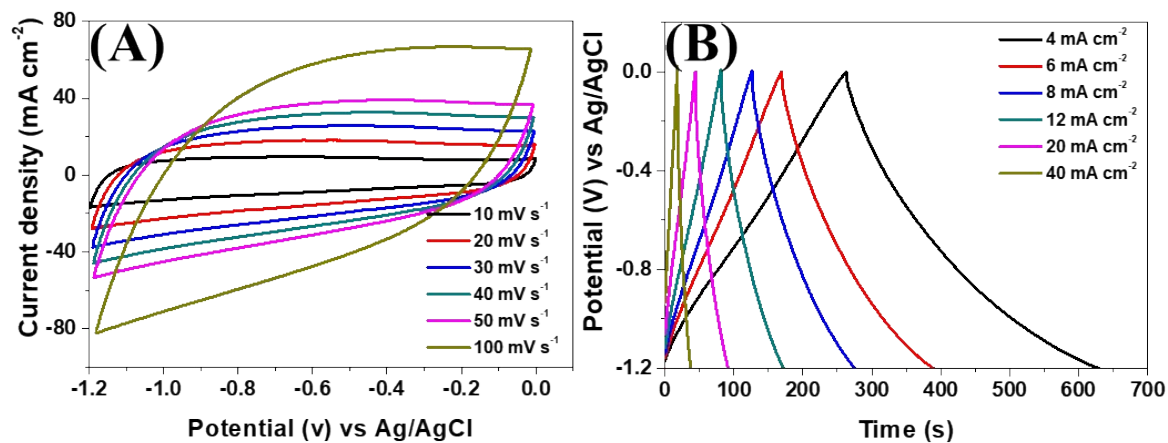 (A)
Current density (mA cm-2)
80
40
0
-40
-80
10 mV s-1
20 mV s-1
30 mV s-1
40 mV s-1
50 mV s-1
100 mV s-1
-1.2 -1.0 -0.8 -0.6 -0.4 -0.2 0.0
Potential (v) vs Ag/AgCl
(B)
Potential (V) vs Ag/AgCl
0.0
-0.4
-0.8
-1.2
4 mA cm-2
6 mA cm-2
8 mA cm-2
12 mA cm-2
20 mA cm-2
40 mA cm-2
0 100 200 300 400 500 600 700
Time (s)